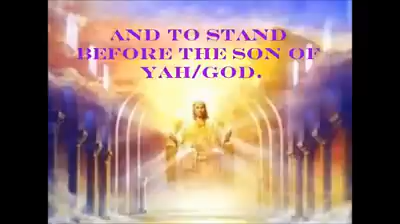 AND TO STAND
BEFORE THE SON OF
YAH/GOD.